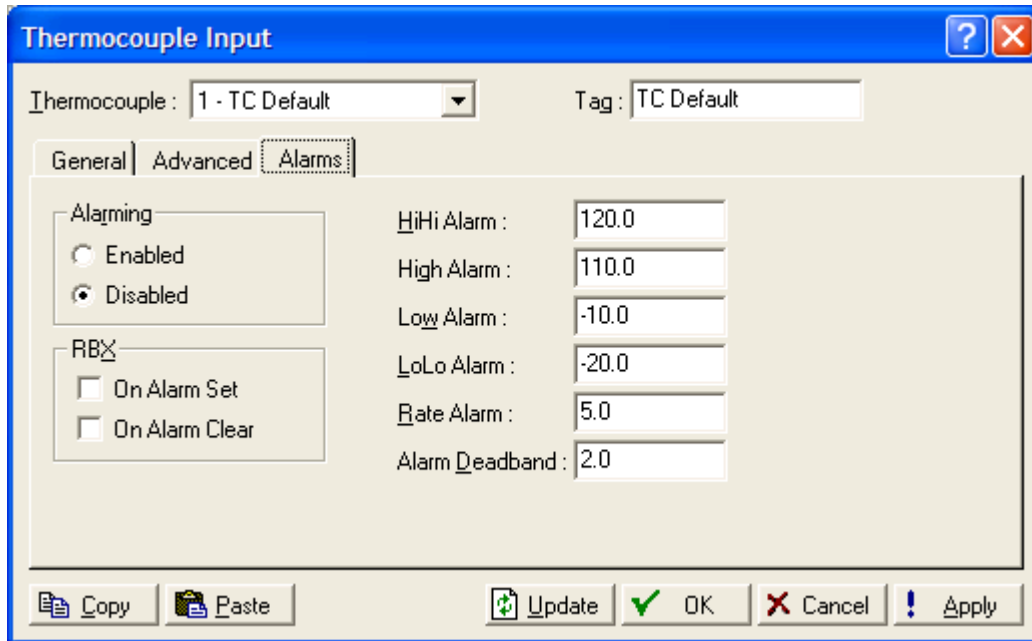 Thermocouple Input
Thermocouple : 1 - TC Default Tag : TC Default
General Advanced Alarms
Alarming
Enabled
Disabled
RBX
On Alarm Set
On Alarm Clear
HiHi Alarm : 120.0
High Alarm : 110.0
Low Alarm : -10.0
LoLo Alarm : -20.0
Rate Alarm : 5.0
Alarm Deadband : 2.0
Copy Paste Update OK Cancel Apply